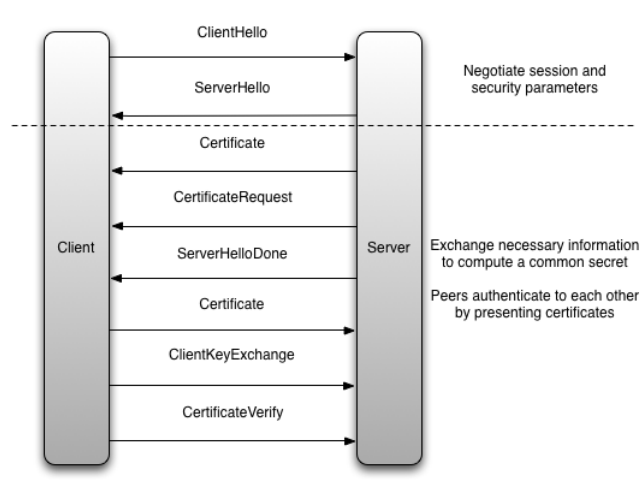 ClientHello
Negotiate session and
security parameters
ServerHello
Certificate
CertificateRequest
Client
Server
ServerHelloDone
Exchange necessary information
to compute a common secret
Certificate
Peers authenticate to each other
by presenting certificates
ClientKeyExchange
CertificateVerify